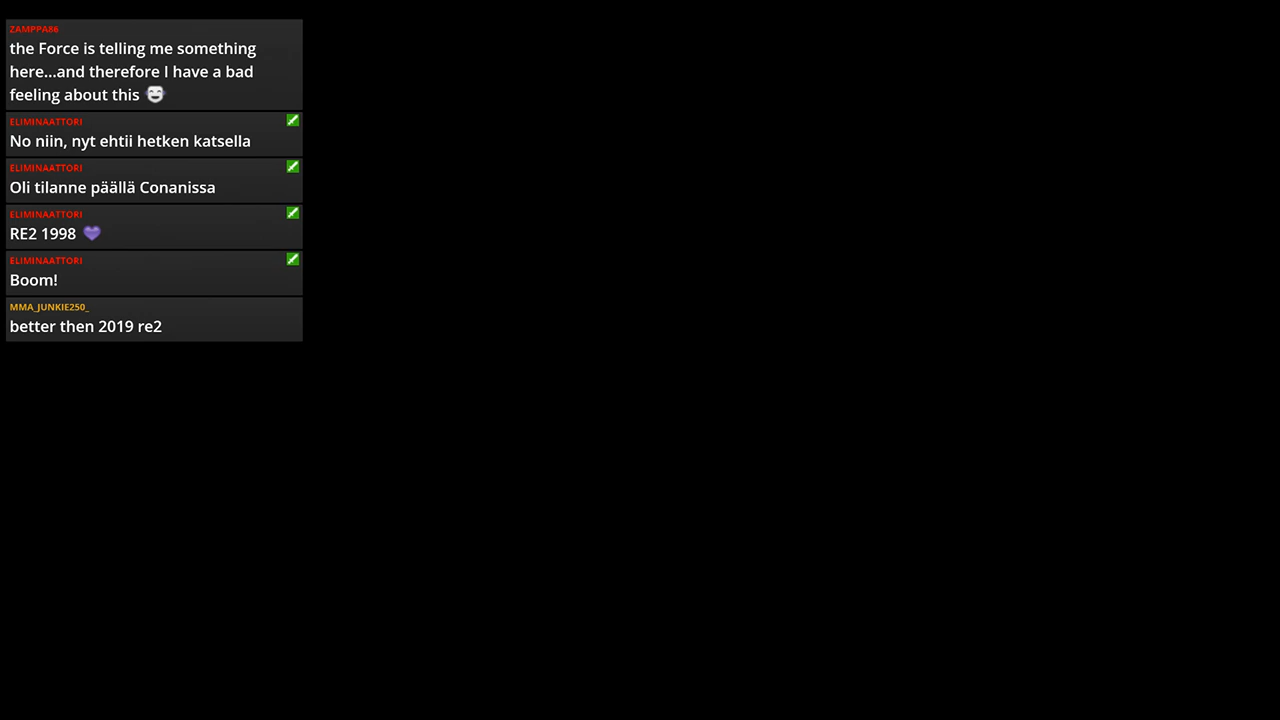 ZAMPPA86
the Force is telling me something
here...and therefore I have a bad
feeling about this
ELIMINAATTORI
No niin, nyt ehtii hetken katsella
ELIMINAATTORI
Oli tilanne päällä Conanissa
ELIMINAATTORI
RE2 1998 💜
ELIMINAATTORI
Boom!
MMA_JUNKIE250_
better then 2019 re2